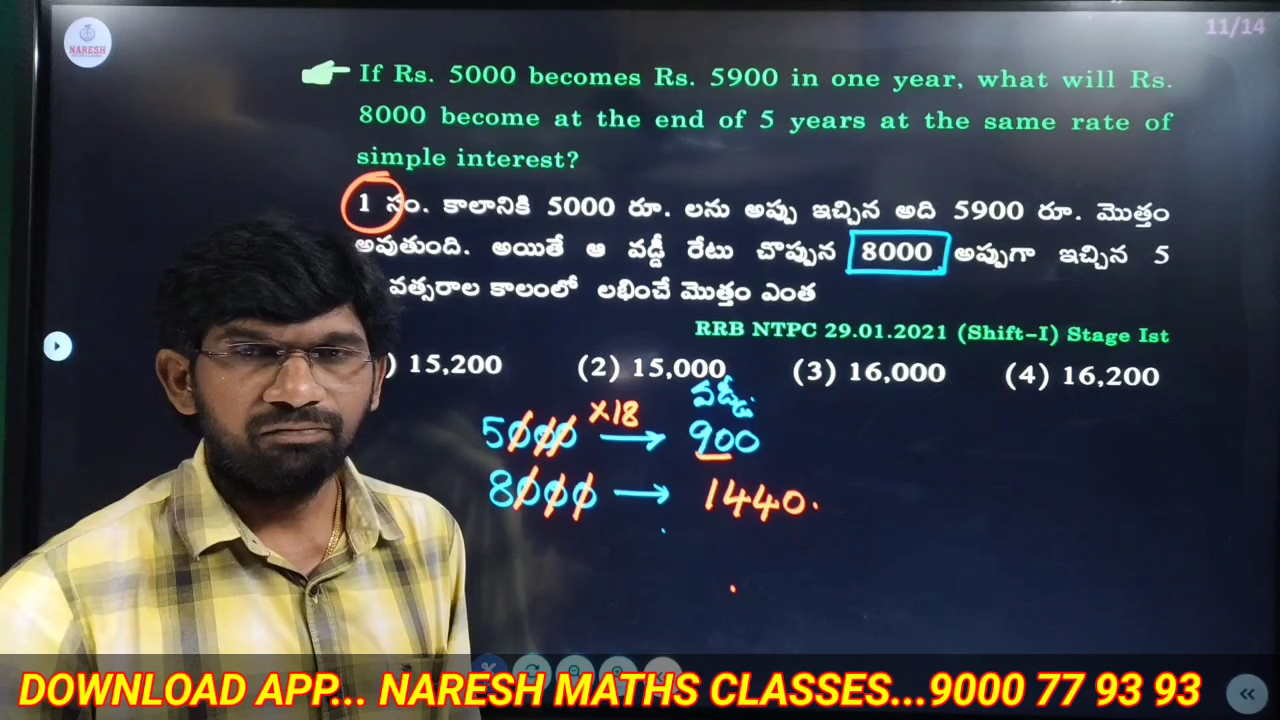 NARESH
11/14
If Rs. 5000 becomes Rs. 5900 in one year, what will Rs.
8000 become at the end of 5 years at the same rate of
simple interest?
1 సం. కాలానికి 5000 రూ. లను అప్పు ఇచ్చిన అది 5900 రూ. మొత్తం
అవుతుంది. అయితే ఆ వడ్డీ రేటు చొప్పున 8000 అప్పుగా ఇచ్చిన 5
వత్సరాల కాలంలో లభించే మొత్తం ఎంత
RRB NTPC 29.01.2021 (Shift-I) Stage Ist
) 15,200 (2) 15,000 (3) 16,000 (4) 16,200
వడ్డీ
5000 ×18 → 900
8000 → 1440.
DOWNLOAD APP... NARESH MATHS CLASSES...9000 77 93 93